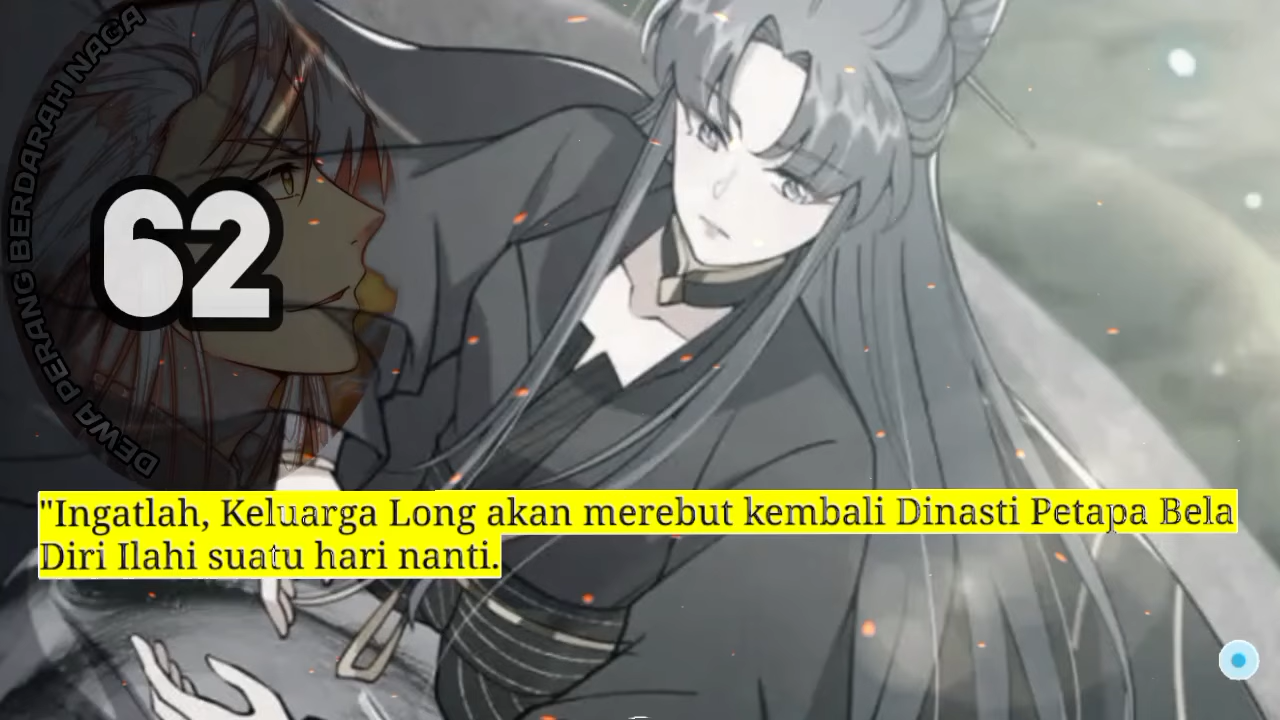 DEWA PERANG BERDARAH NAGA
62
"Ingatlah, Keluarga Long akan merebut kembali Dinasti Petapa Bela
Diri Ilahi suatu hari nanti.